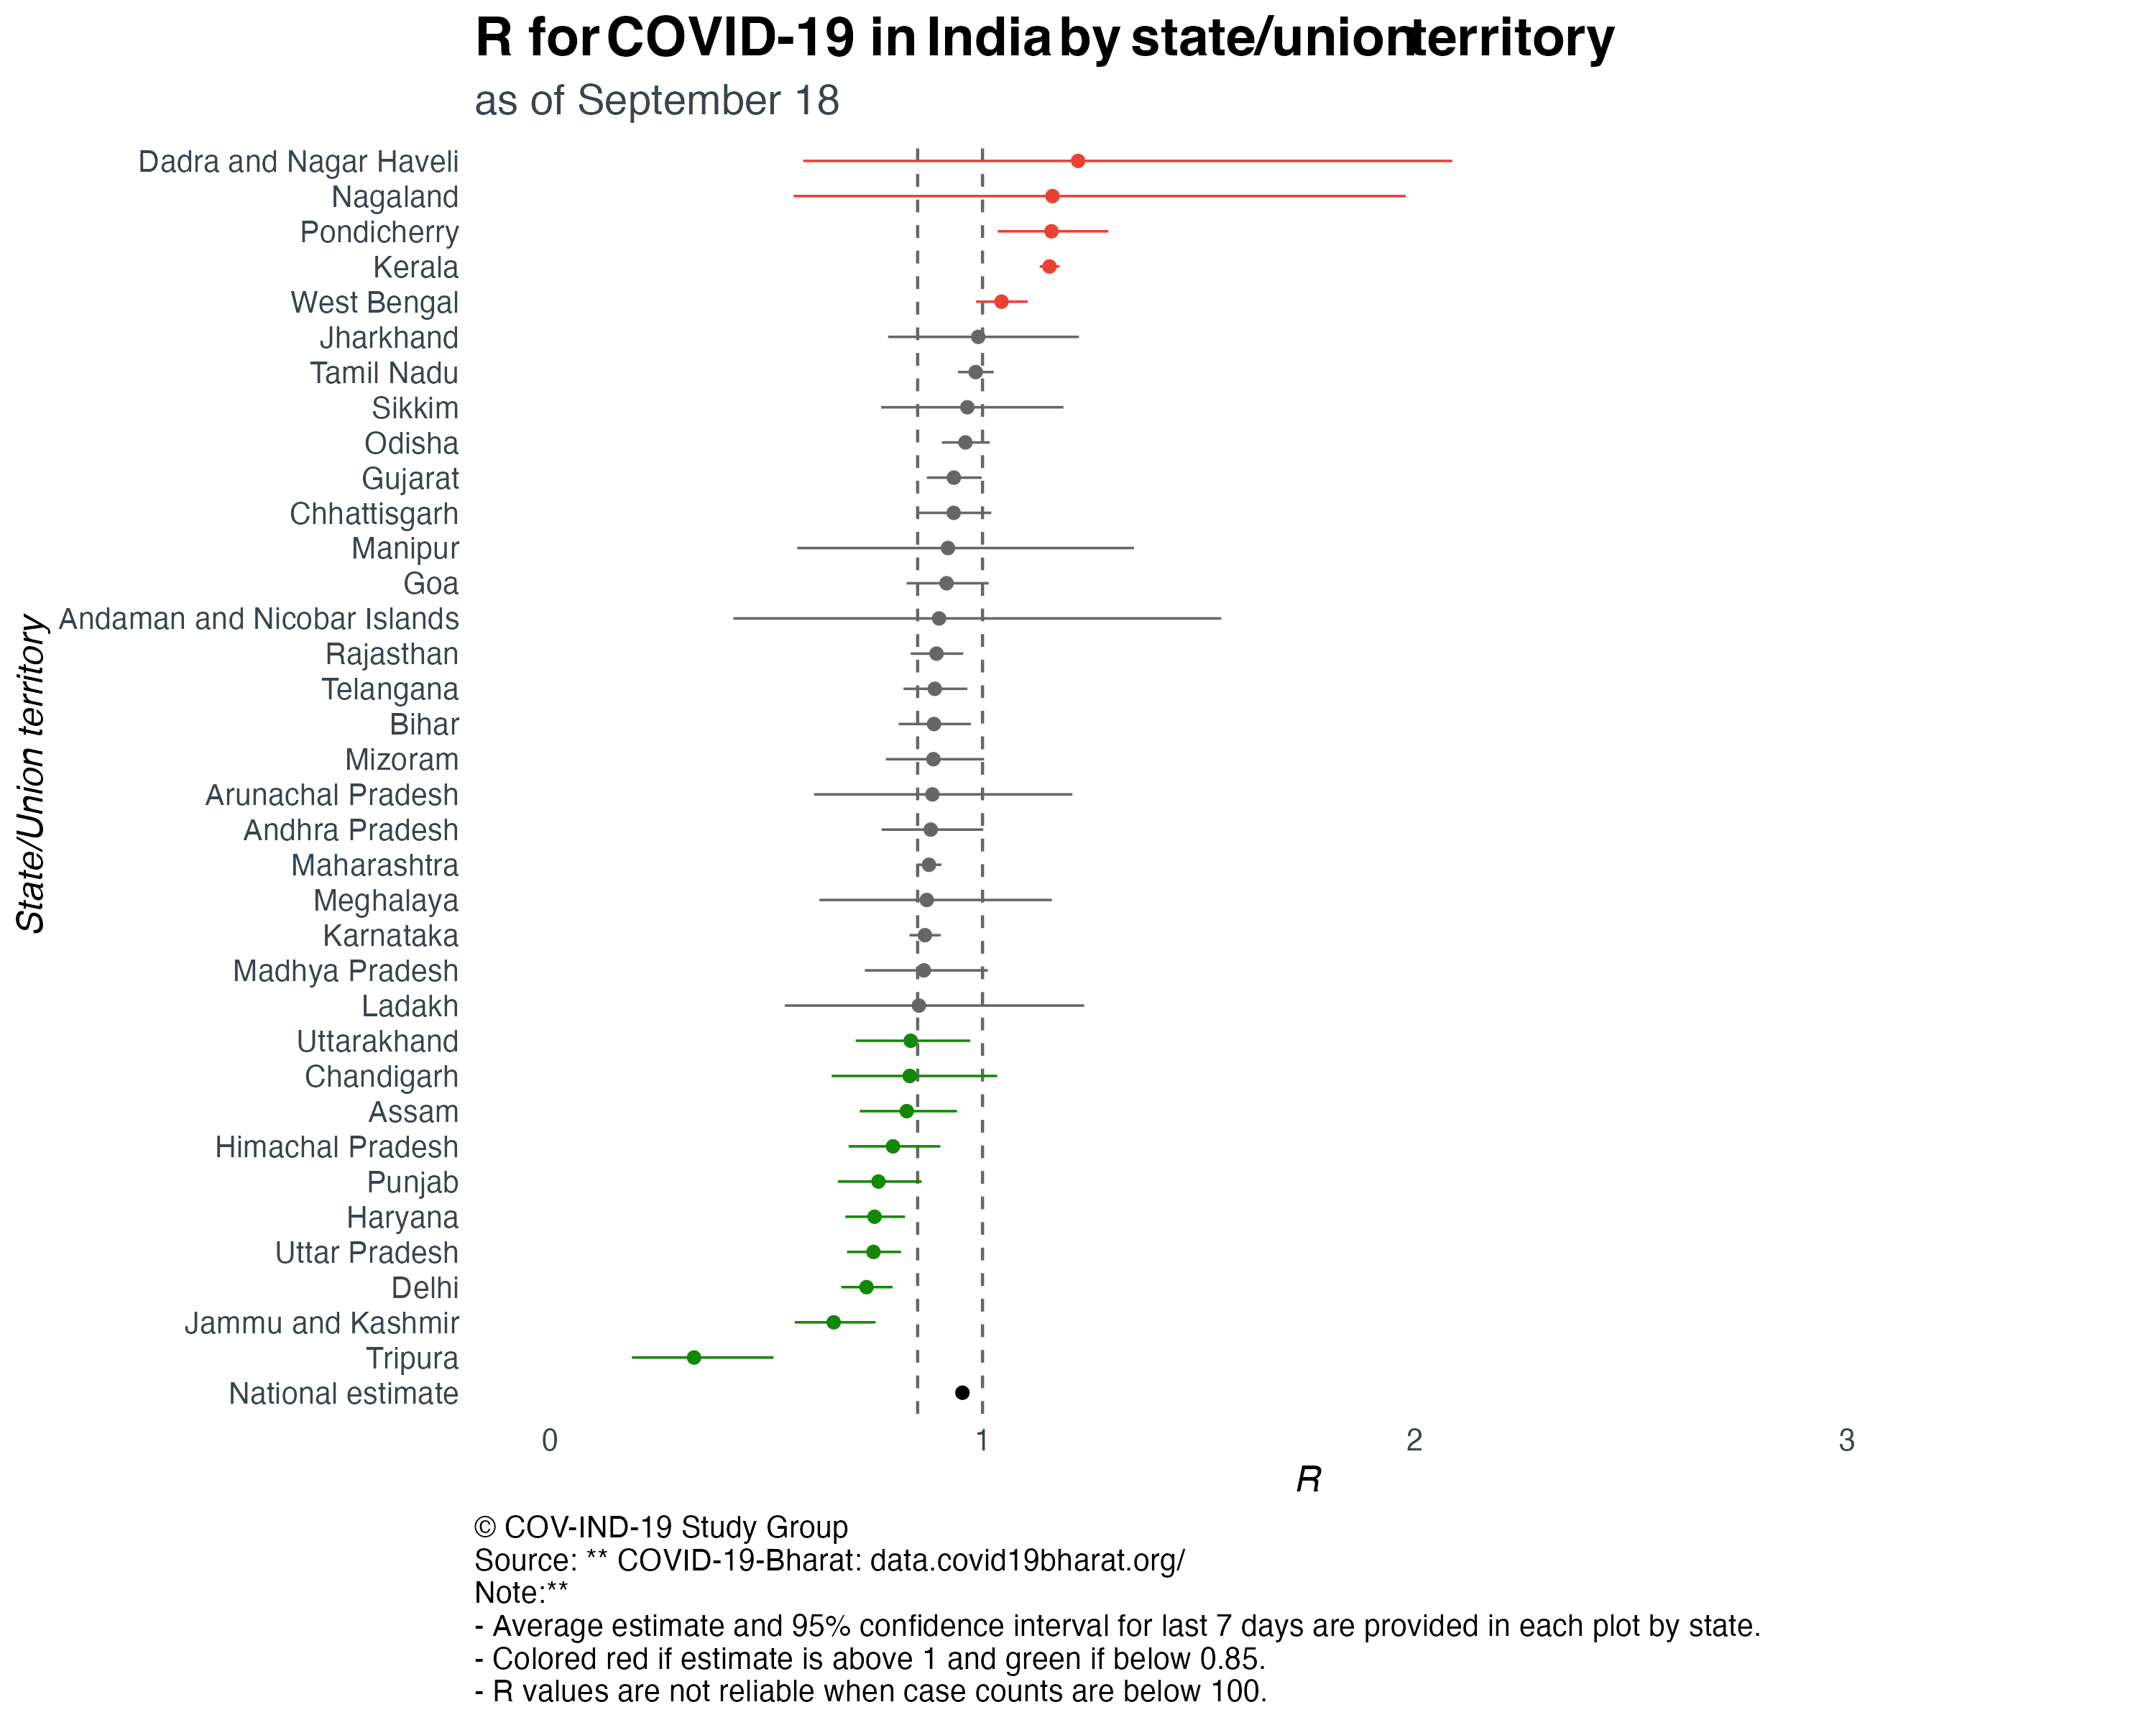 R for COVID-19 in India by state/union territory
as of September 18
State/Union territory
Dadra and Nagar Haveli
Nagaland
Pondicherry
Kerala
West Bengal
Jharkhand
Tamil Nadu
Sikkim
Odisha
Gujarat
Chhattisgarh
Manipur
Goa
Andaman and Nicobar Islands
Rajasthan
Telangana
Bihar
Mizoram
Arunachal Pradesh
Andhra Pradesh
Maharashtra
Meghalaya
Karnataka
Madhya Pradesh
Ladakh
Uttarakhand
Chandigarh
Assam
Himachal Pradesh
Punjab
Haryana
Uttar Pradesh
Delhi
Jammu and Kashmir
Tripura
National estimate
0 1 2 3
R
© COV-IND-19 Study Group
Source: ** COVID-19-Bharat: data.covid19bharat.org/
Note:**
- Average estimate and 95% confidence interval for last 7 days are provided in each plot by state.
- Colored red if estimate is above 1 and green if below 0.85.
- R values are not reliable when case counts are below 100.